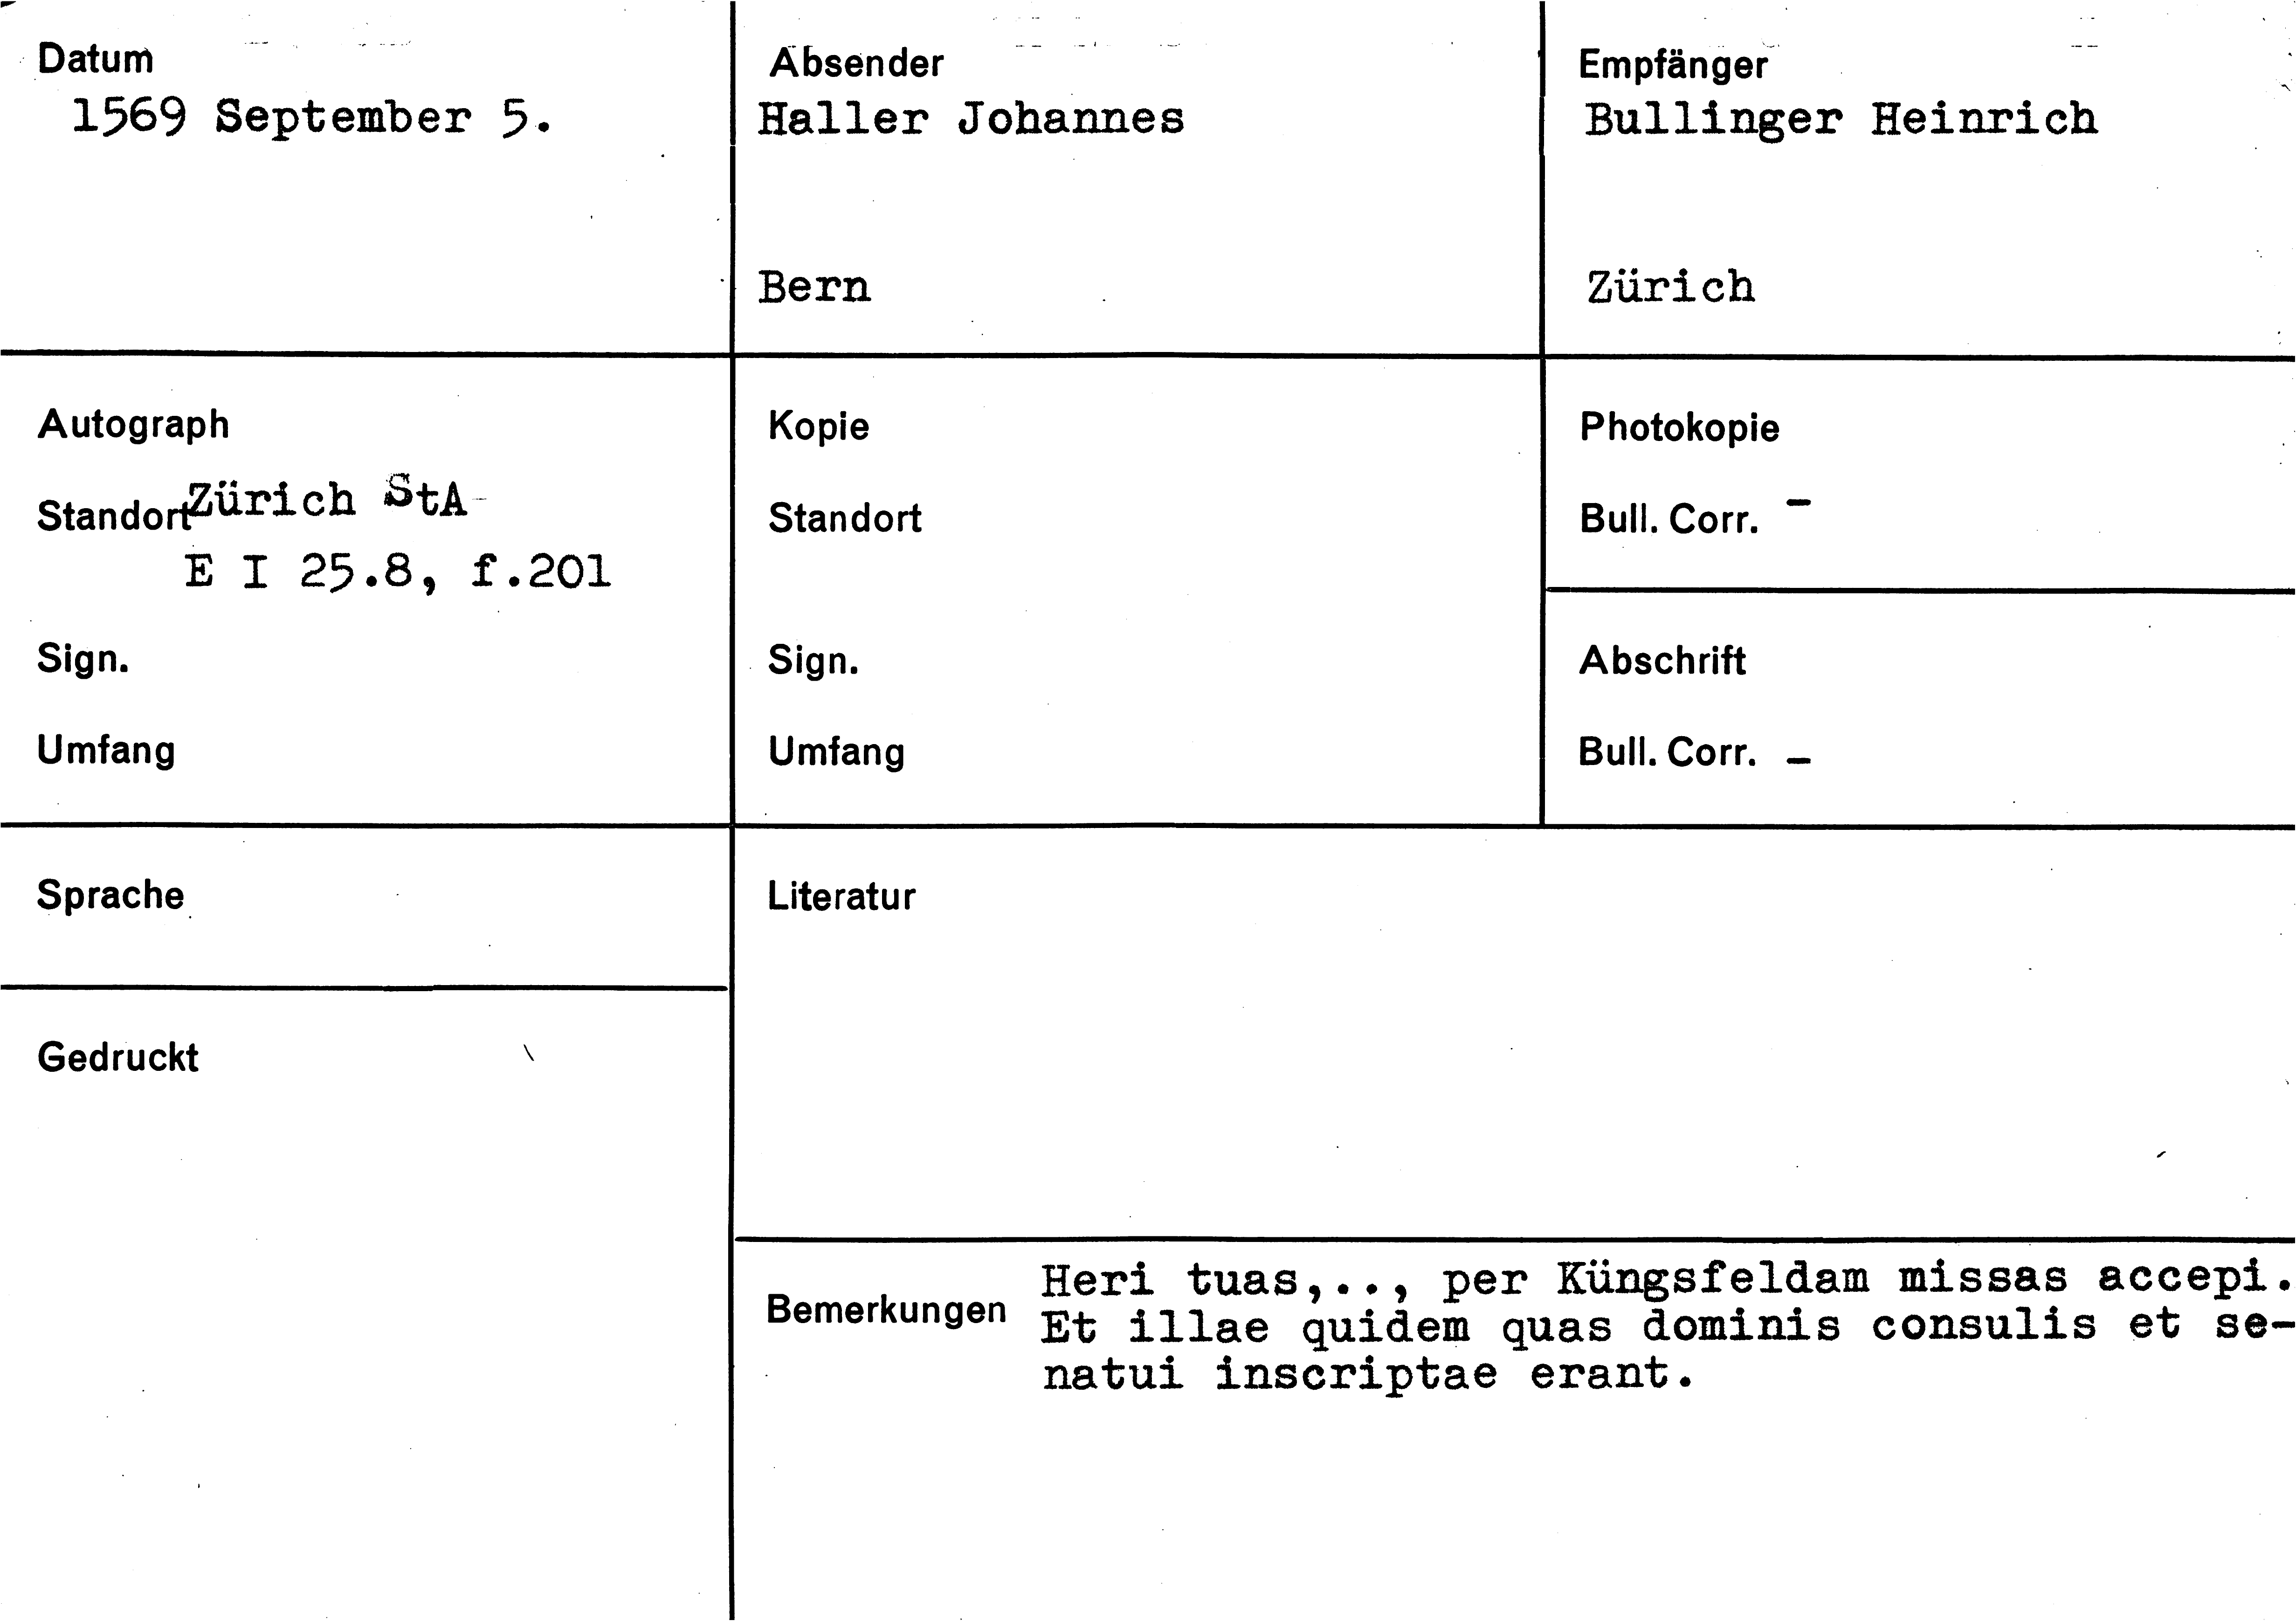 Datum
1569 September 5.
Absender
Haller Johannes
Bern
Empfänger
Bullinger Heinrich
Zürich
Autograph
Standort Zürich StA
E I 25.8, f.201
Sign.
Umfang
Kopie
Standort
Sign.
Umfang
Photokopie
Bull. Corr. -
Abschrift
Bull. Corr. -
Sprache
Gedruckt
Literatur
Bemerkungen
Heri tuas,.., per Küngsfeldam missas accepi.
Et illae quidem quas dominis consulis et se-
natui inscriptae erant.